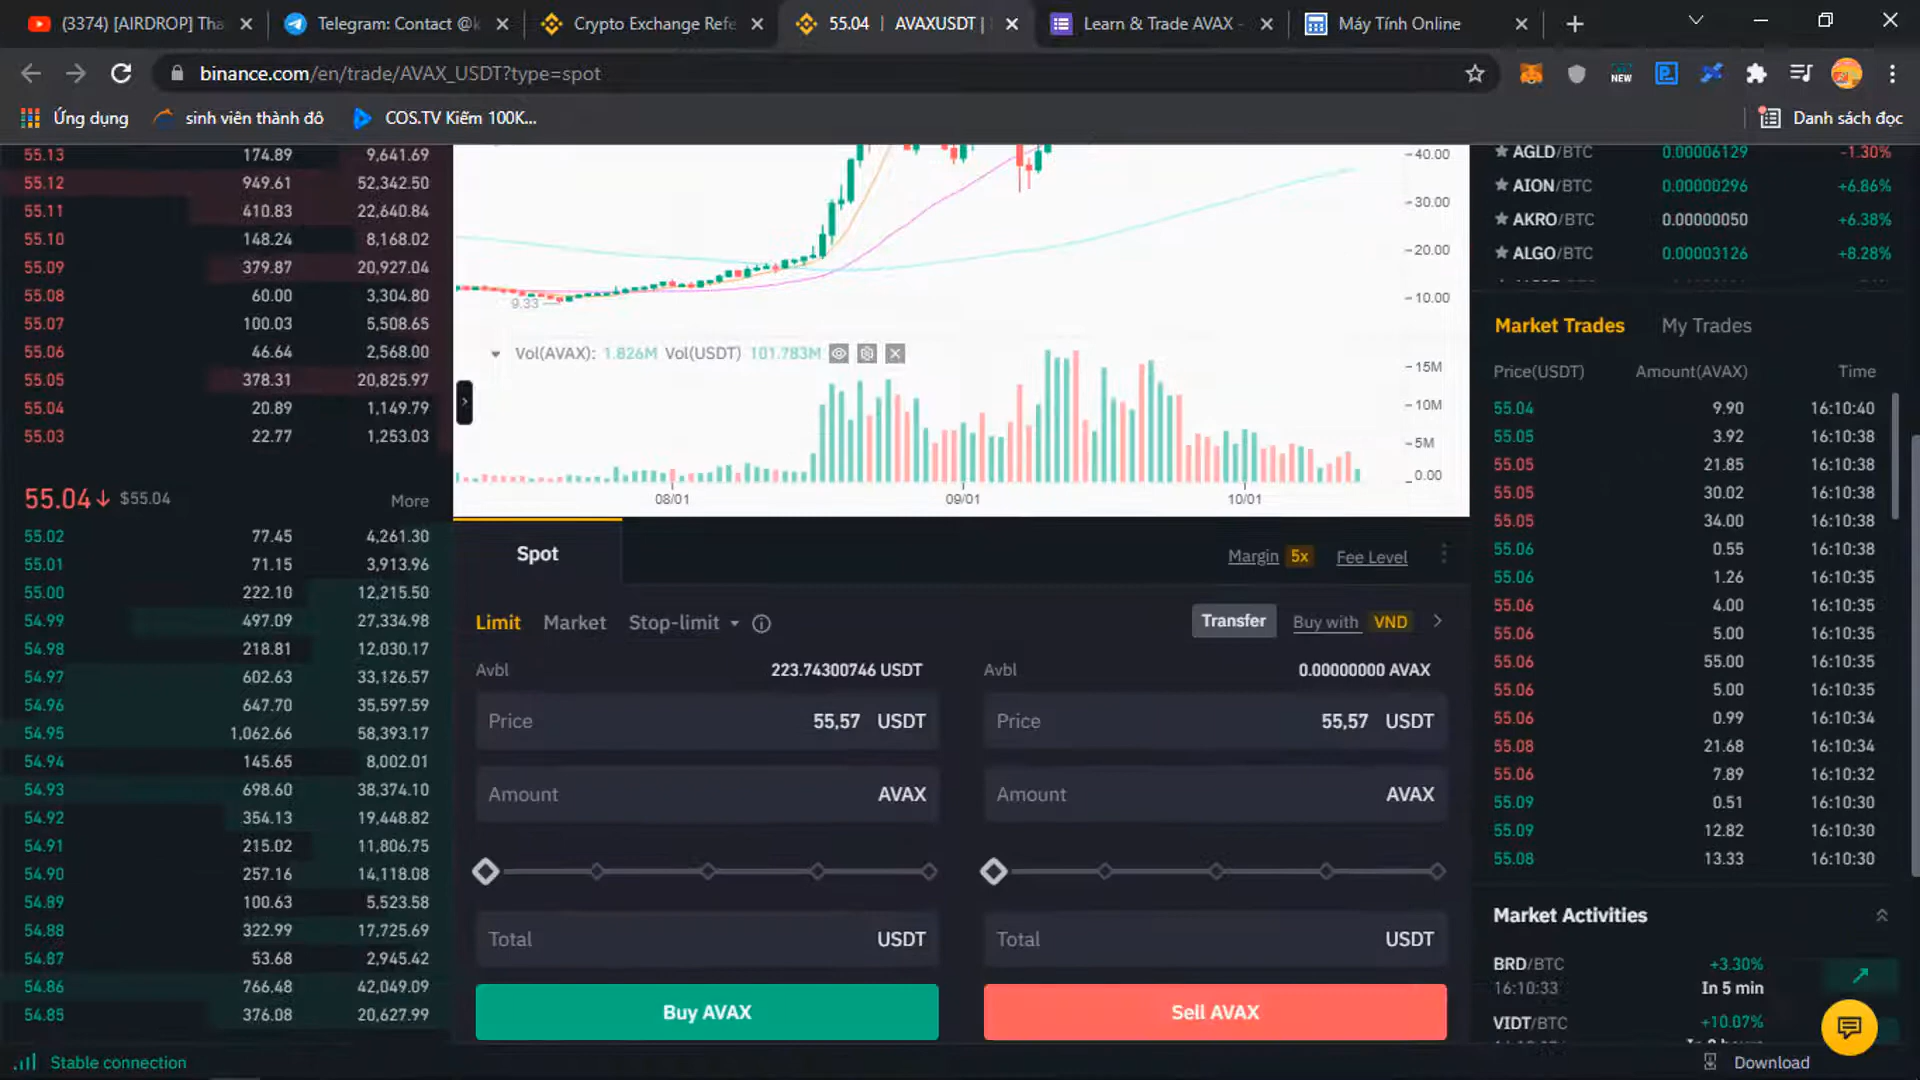 (3374) [AIRDROP] Tha
Telegram: Contact @k
Crypto Exchange Refe
55.04 | AVAXUSDT |
Learn & Trade AVAX -
Máy Tính Online
binance.com/en/trade/AVAX_USDT?type=spot
NEW
Ứng dụng
sinh viên thành đô
COS.TV Kiếm 100K...
Danh sách đọc
55.13 174.89 9,641.69
55.12 949.61 52,342.50
55.11 410.83 22,640.84
55.10 148.24 8,168.02
55.09 379.87 20,927.04
55.08 60.00 3,304.80
55.07 100.03 5,508.65
55.06 46.64 2,568.00
55.05 378.31 20,825.97
55.04 20.89 1,149.79
55.03 22.77 1,253.03
55.04↓ $55.04 More
55.02 77.45 4,261.30
55.01 71.15 3,913.96
55.00 222.10 12,215.50
54.99 497.09 27,334.98
54.98 218.81 12,030.17
54.97 602.63 33,126.57
54.96 647.70 35,597.59
54.95 1,062.66 58,393.17
54.94 145.65 8,002.01
54.93 698.60 38,374.10
54.92 354.13 19,448.82
54.91 215.02 11,806.75
54.90 257.16 14,118.08
54.89 100.63 5,523.58
54.88 322.99 17,725.69
54.87 53.68 2,945.42
54.86 766.48 42,049.09
54.85 376.08 20,627.99
40.00
30.00
20.00
10.00
9.33
Vol(AVAX): 1.826M Vol(USDT) 101.783M
15M
10M
5M
0.00
08/01 09/01 10/01
Spot
Margin 5x Fee Level
Limit Market Stop-limit
Transfer Buy with VND
Avbl 223.74300746 USDT
Price 55,57 USDT
Amount AVAX
Total USDT
Buy AVAX
Avbl 0.00000000 AVAX
Price 55,57 USDT
Amount AVAX
Total USDT
Sell AVAX
AGLD/BTC 0.00006129 -1.30%
AION/BTC 0.00000296 +6.86%
AKRO/BTC 0.00000050 +6.38%
ALGO/BTC 0.00003126 +8.28%
Market Trades My Trades
Price(USDT) Amount(AVAX) Time
55.04 9.90 16:10:40
55.05 3.92 16:10:38
55.05 21.85 16:10:38
55.05 30.02 16:10:38
55.05 34.00 16:10:38
55.06 0.55 16:10:38
55.06 1.26 16:10:35
55.06 4.00 16:10:35
55.06 5.00 16:10:35
55.06 55.00 16:10:35
55.06 5.00 16:10:35
55.06 0.99 16:10:34
55.08 21.68 16:10:34
55.06 7.89 16:10:32
55.09 0.51 16:10:30
55.09 12.82 16:10:30
55.08 13.33 16:10:30
Market Activities
BRD/BTC +3.30%
16:10:33 In 5 min
VIDT/BTC +10.07%
Stable connection
Download